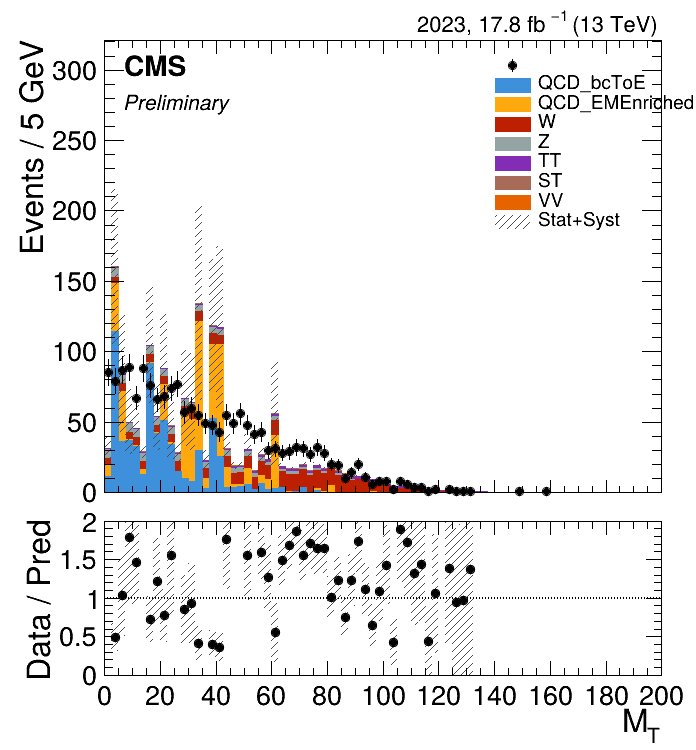 2023, 17.8 fb⁻¹ (13 TeV)
CMS
Preliminary
QCD_bcToE
QCD_EMEnriched
W
Z
TT
ST
VV
Stat+Syst
Events / 5 GeV
300
250
200
150
100
50
0
Data / Pred
2
1.5
1
0.5
0
0 20 40 60 80 100 120 140 160 180 200
M_T